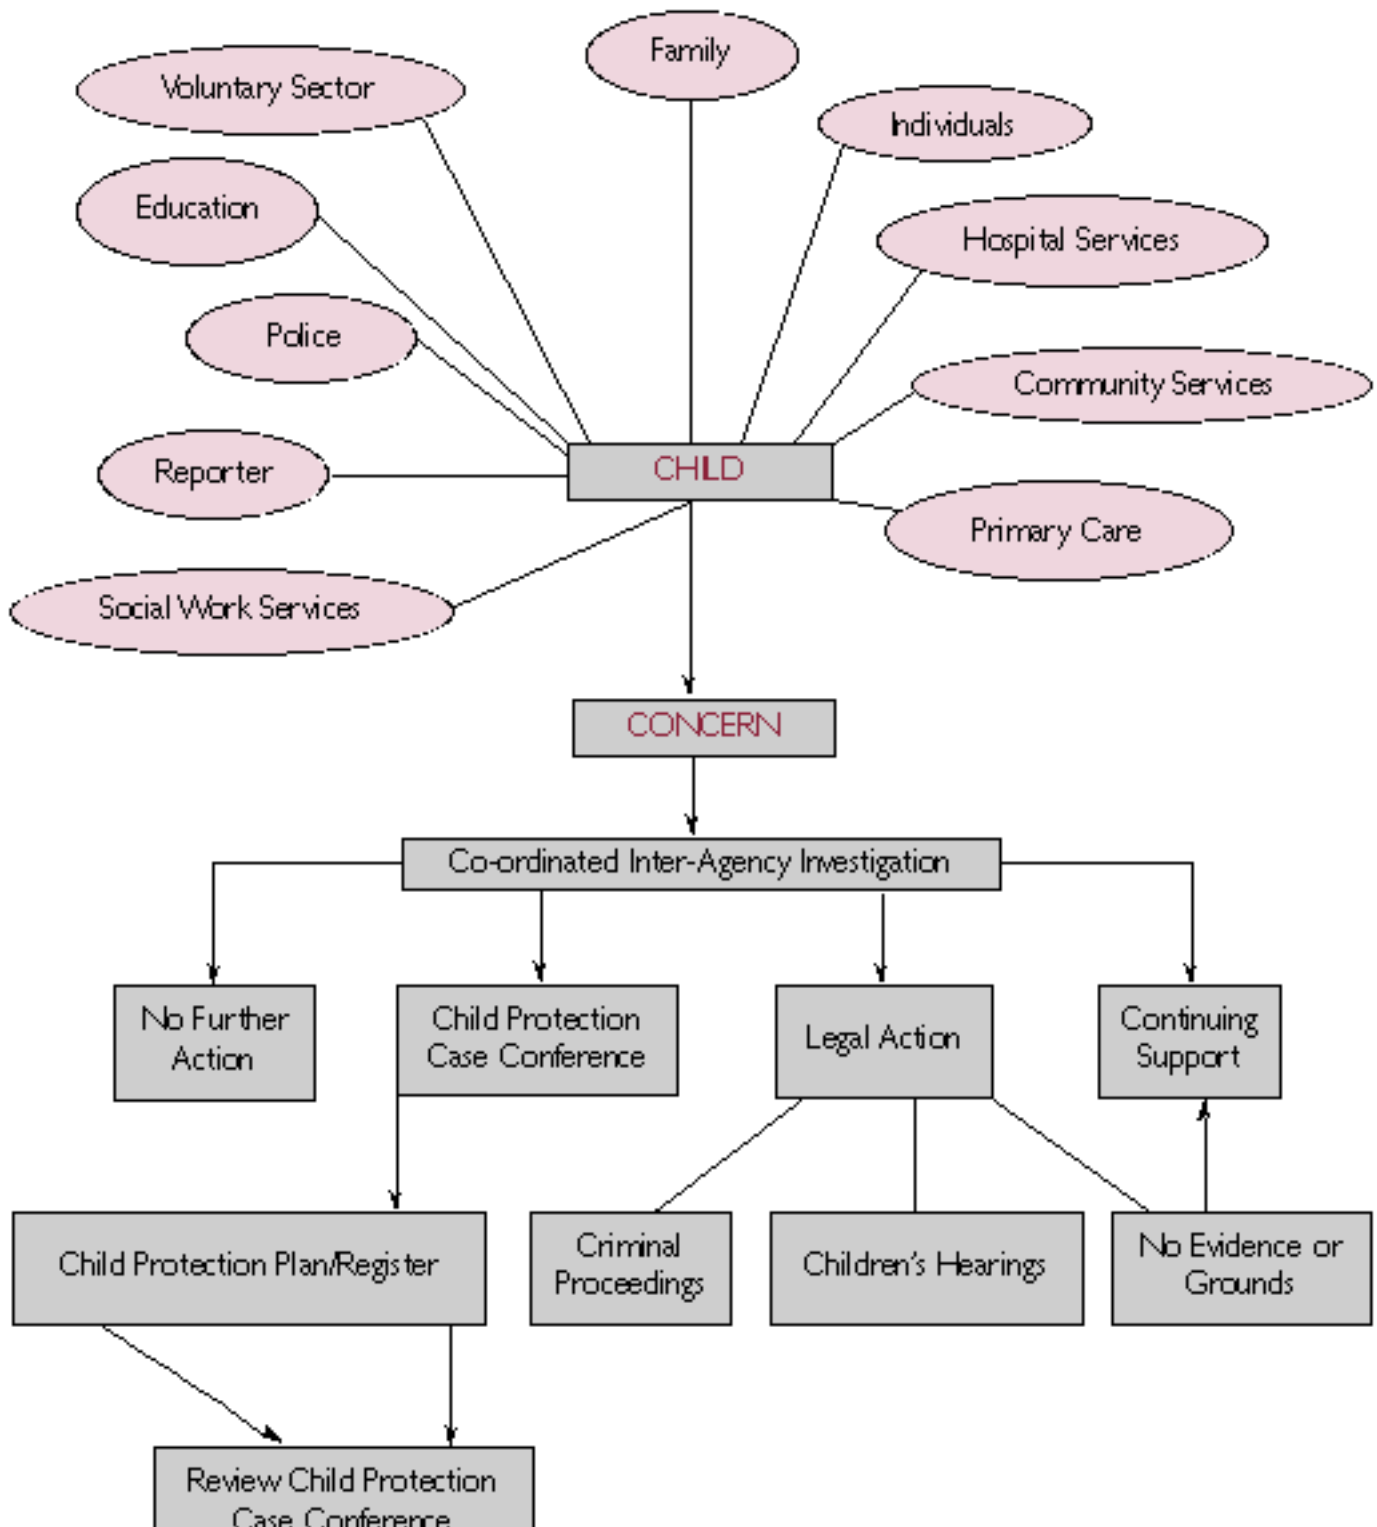 Family
Voluntary Sector
Individuals
Education
Hospital Services
Police
Community Services
CHILD
Reporter
Primary Care
Social Work Services
CONCERN
Co-ordinated Inter-Agency Investigation
No Further
Action
Child Protection
Case Conference
Legal Action
Continuing
Support
Child Protection Plan/Register
Criminal
Proceedings
Children's Hearings
No Evidence or
Grounds
Review Child Protection
Case Conference